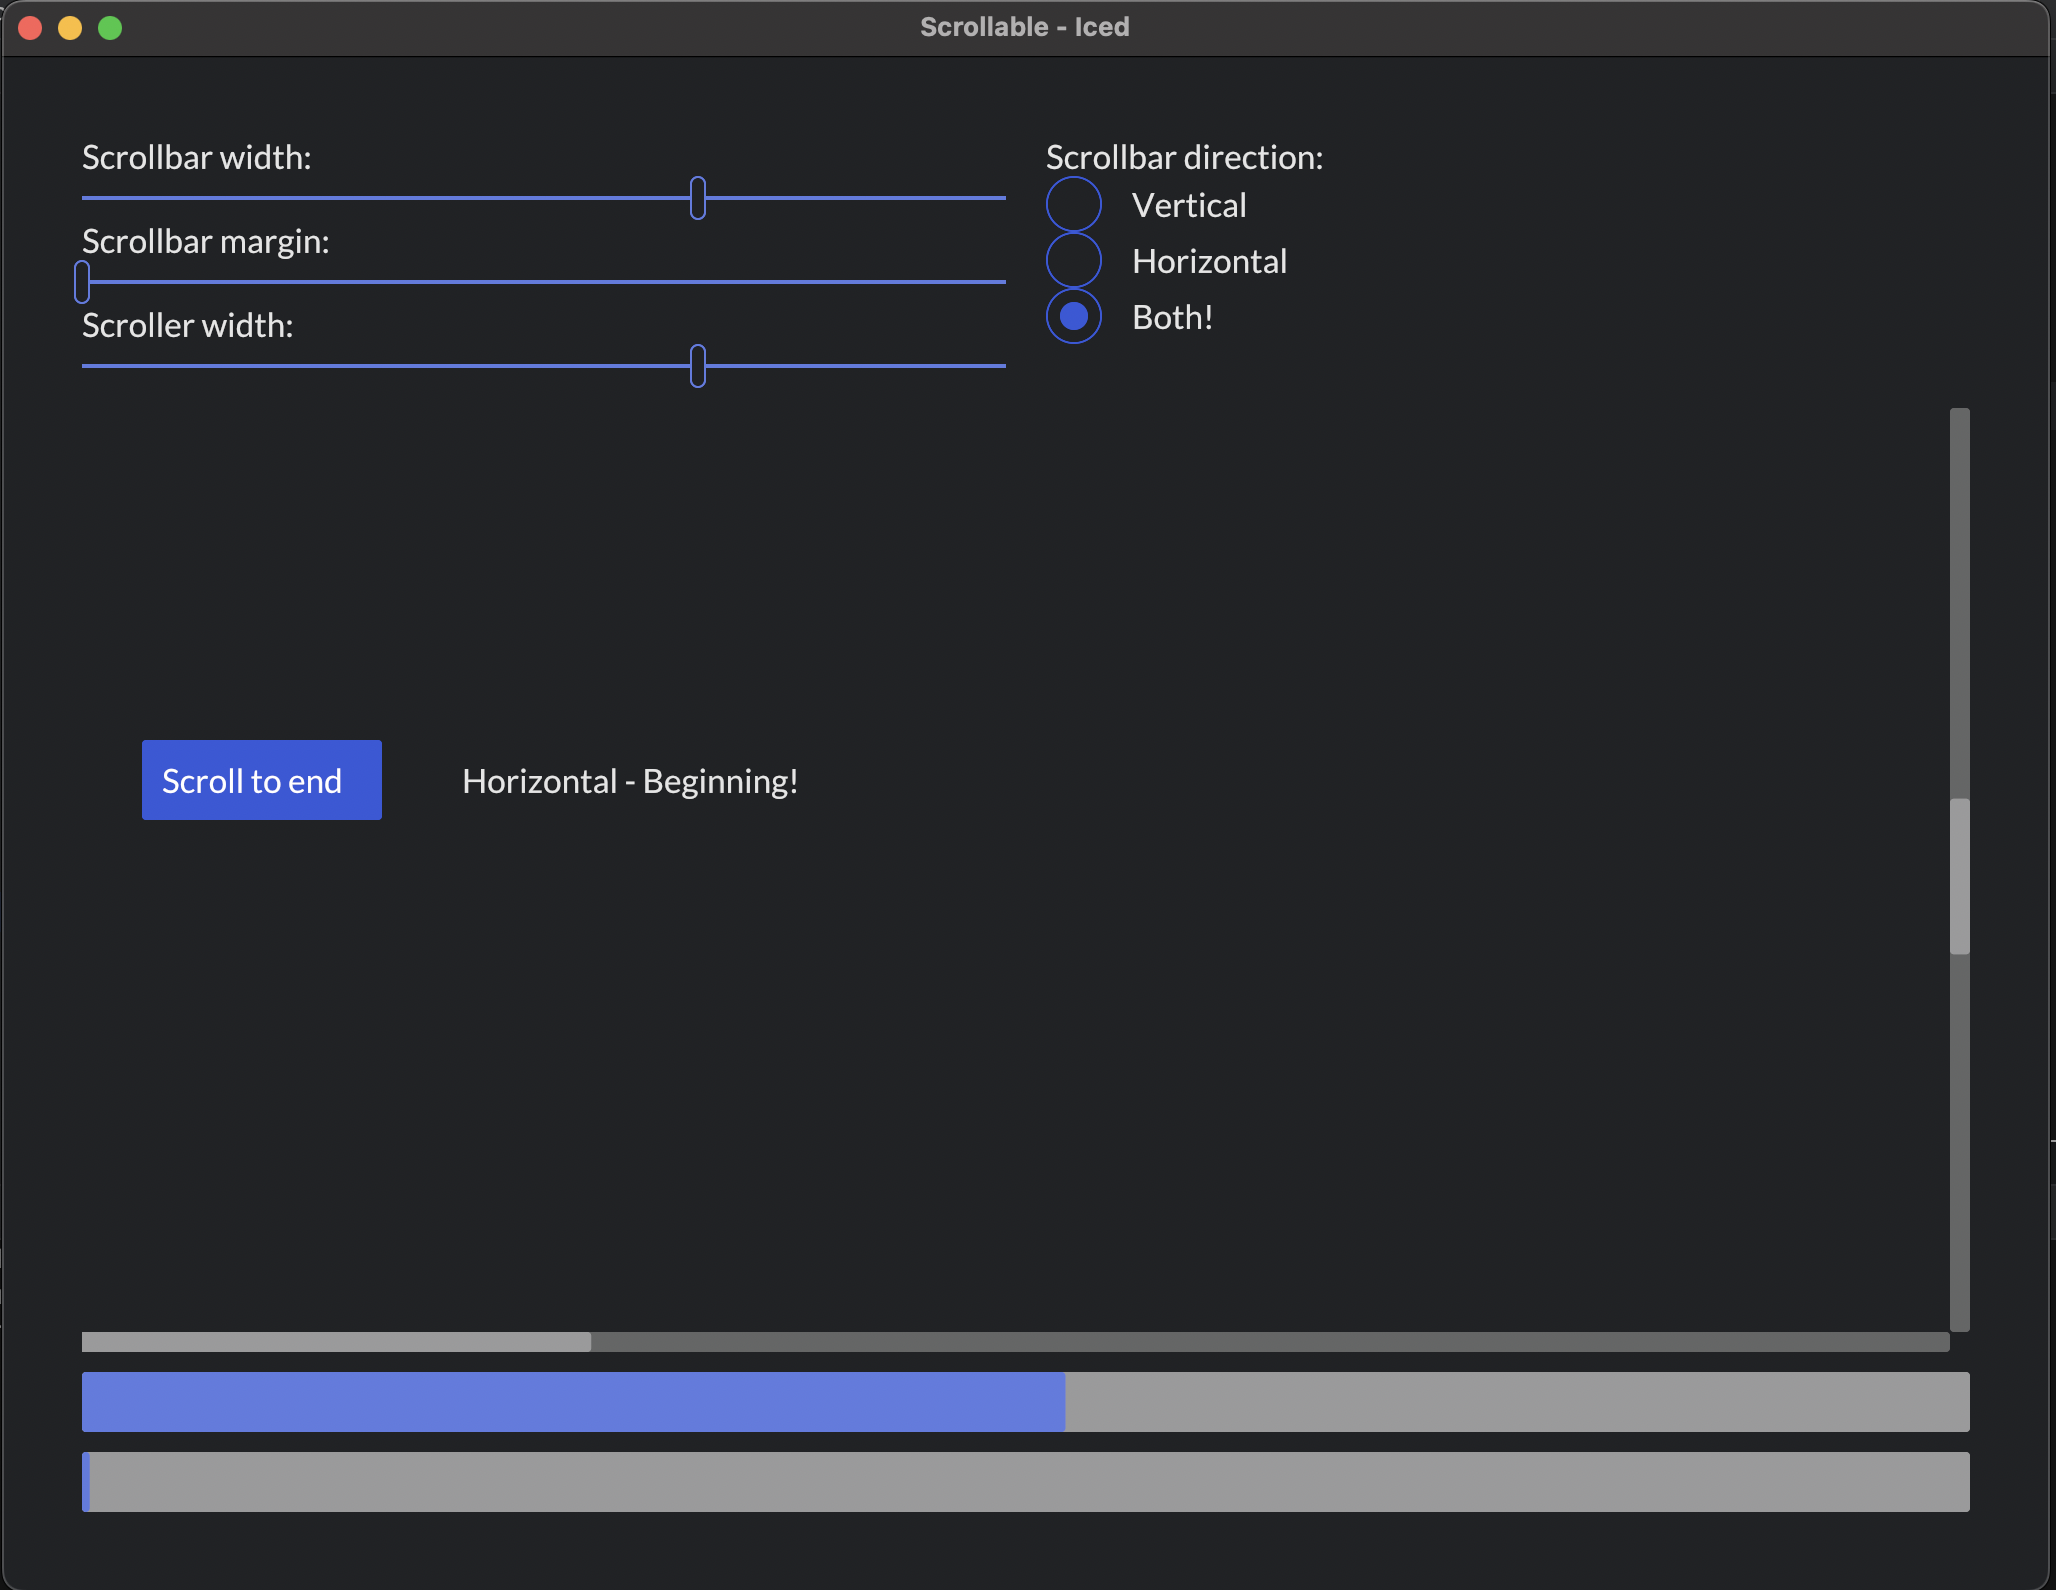 Scrollable - Iced
Scrollbar width:
Scrollbar margin:
Scroller width:
Scrollbar direction:
Vertical
Horizontal
Both!
Scroll to end
Horizontal - Beginning!